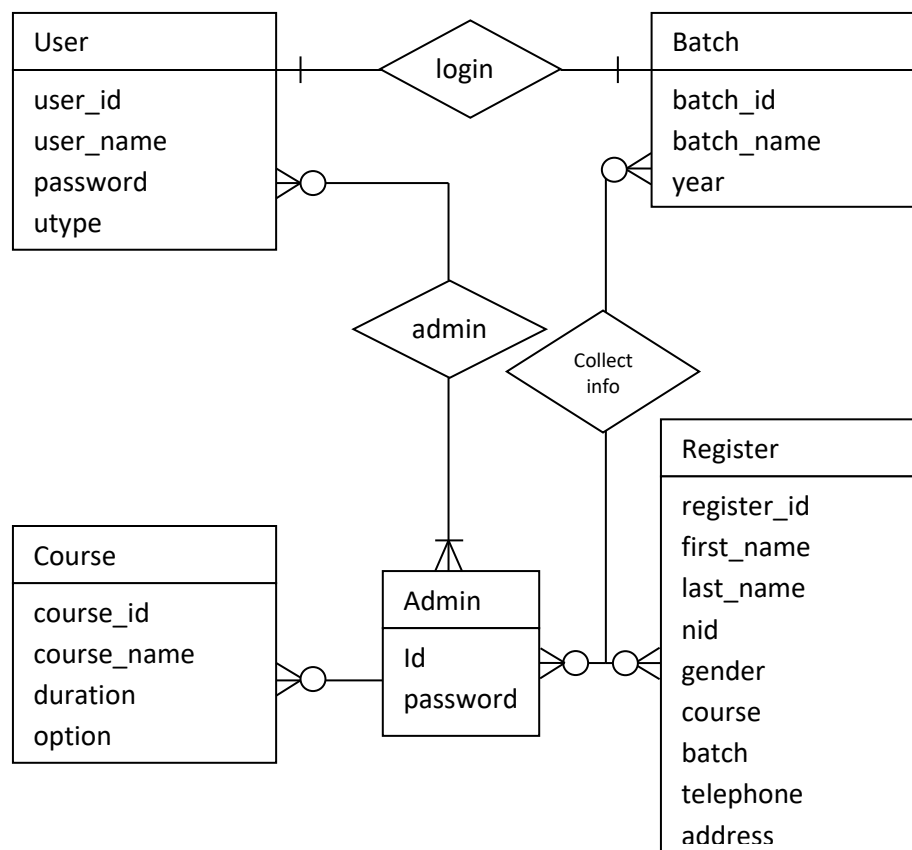 User
user_id
user_name
password
utype
login
Batch
batch_id
batch_name
year
admin
Collect
info
Register
register_id
first_name
last_name
nid
gender
course
batch
telephone
address
Course
course_id
course_name
duration
option
Admin
Id
password